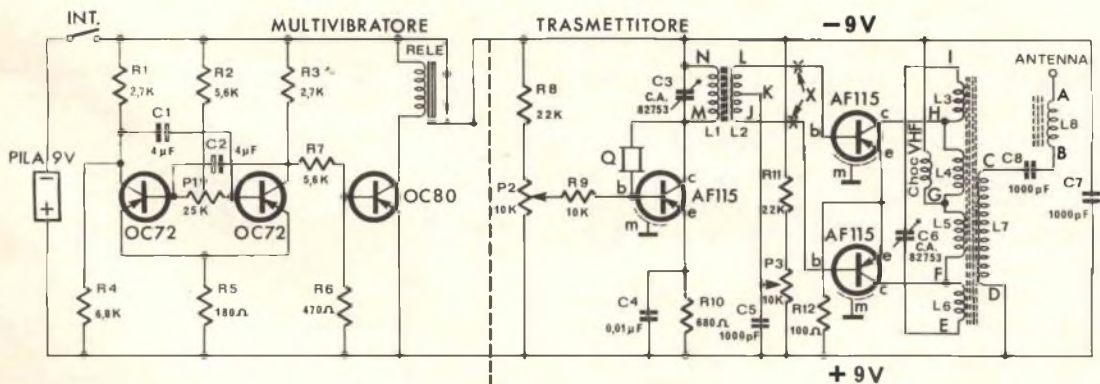 INT.
MULTIVIBRATORE
TRASMETTITORE
−9V
RELE
R1
2,7K
R2
5,6K
R3
2,7K
C1
4µF
C2
4µF
R7
5,6K
PILA 9V
-
+
P1
25K
OC72
OC72
OC80
R4
6,8K
R5
180Ω
R6
470Ω
R8
22K
P2
10K
R9
10K
Q
b
c
e
m
AF115
C3
C.A.
82753
N
M
L
K
J
L1
L2
X
X
X
C4
0,01µF
R10
680Ω
C5
1000pF
R11
22K
P3
10K
R12
100Ω
AF115
b
c
e
m
AF115
b
e
c
m
Choc VHF
I
H
G
F
E
L3
L4
L5
L6
C6
C.A.
82753
C
L7
D
C8
1000pF
ANTENNA
A
L8
B
C7
1000pF
+9V